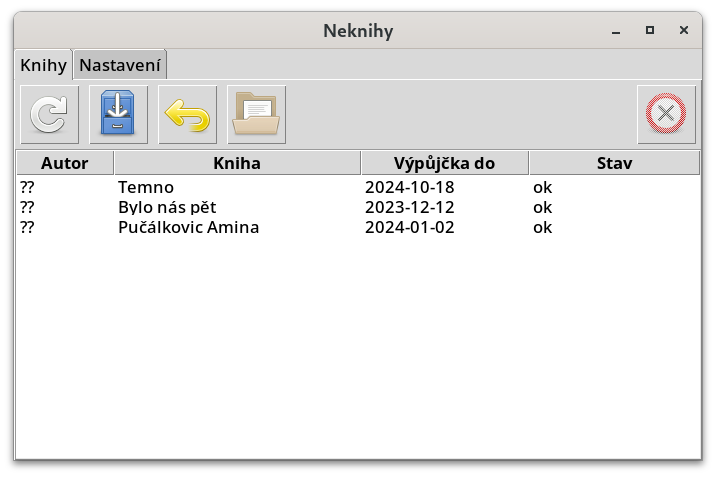 Neknihy
Knihy Nastavení
Autor Kniha Výpůjčka do Stav
?? Temno 2024-10-18 ok
?? Bylo nás pět 2023-12-12 ok
?? Pučálkovic Amina 2024-01-02 ok